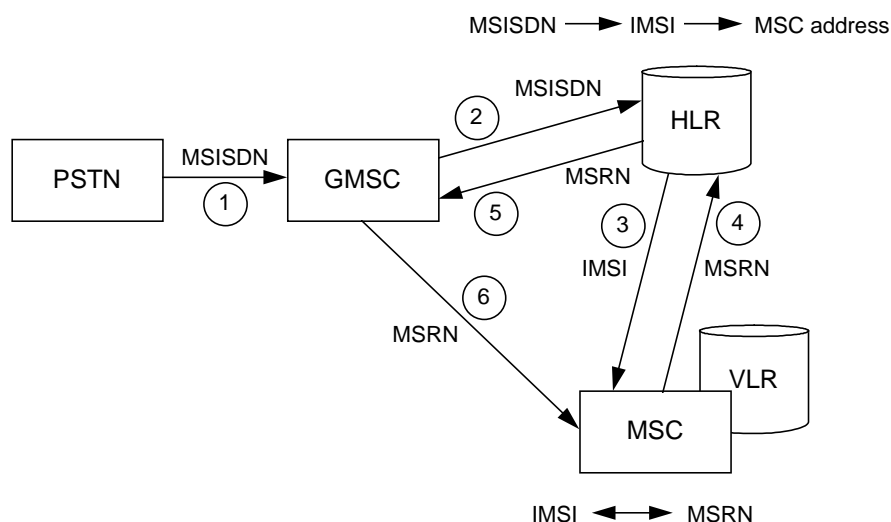 MSISDN IMSI MSC address
MSISDN
2
HLR
MSISDN
PSTN
GMSC
MSRN
1
5
3
4
IMSI
MSRN
6
MSRN
VLR
MSC
IMSI MSRN